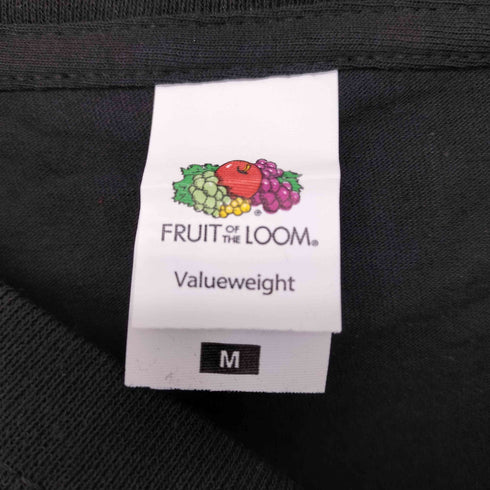 FRUIT OF THE LOOM®
Valueweight
M